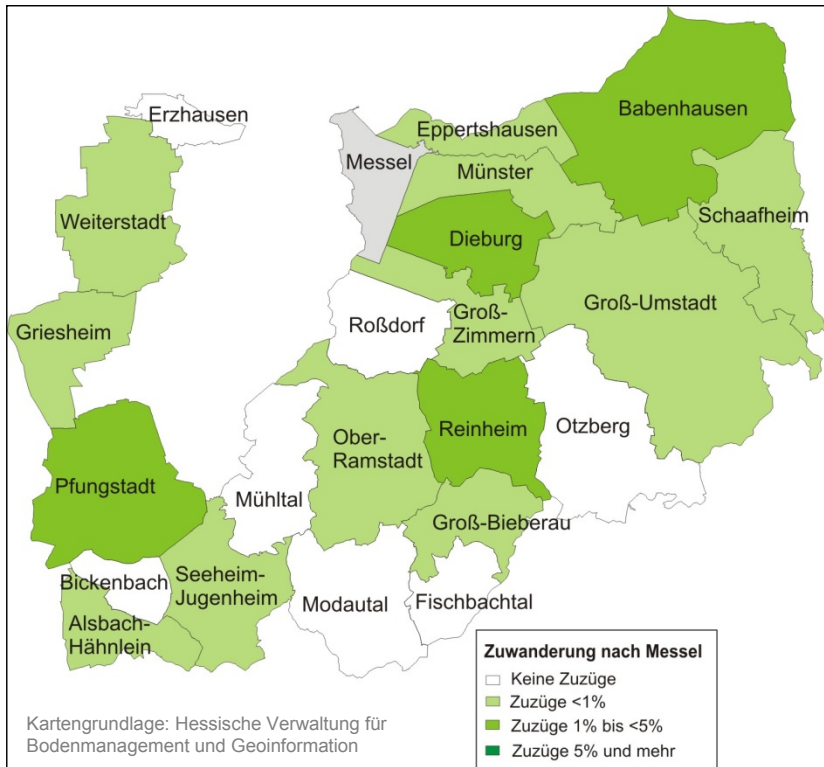 Erzhausen
Babenhausen
Eppertshausen
Messel
Münster
Weiterstadt
Schaafheim
Dieburg
Groß-Umstadt
Griesheim
Roßdorf
Groß-
Zimmern
Ober-
Ramstadt
Reinheim
Otzberg
Pfungstadt
Mühltal
Groß-Bieberau
Bickenbach
Seeheim-
Jugenheim
Modautal
Fischbachtal
Alsbach-
Hähnlein
Zuwanderung nach Messel
Keine Zuzüge
Zuzüge <1%
Zuzüge 1% bis <5%
Zuzüge 5% und mehr
Kartengrundlage: Hessische Verwaltung für
Bodenmanagement und Geoinformation